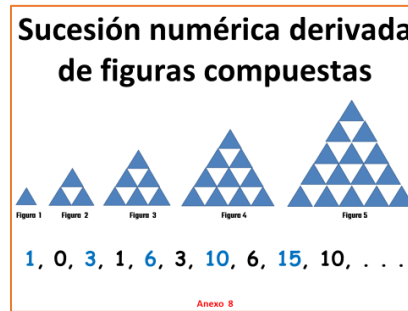 Sucesión numérica derivada
de figuras compuestas
Figura 1 Figura 2 Figura 3 Figura 4 Figura 5
1, 0, 3, 1, 6, 3, 10, 6, 15, 10, . . .
Anexo 8